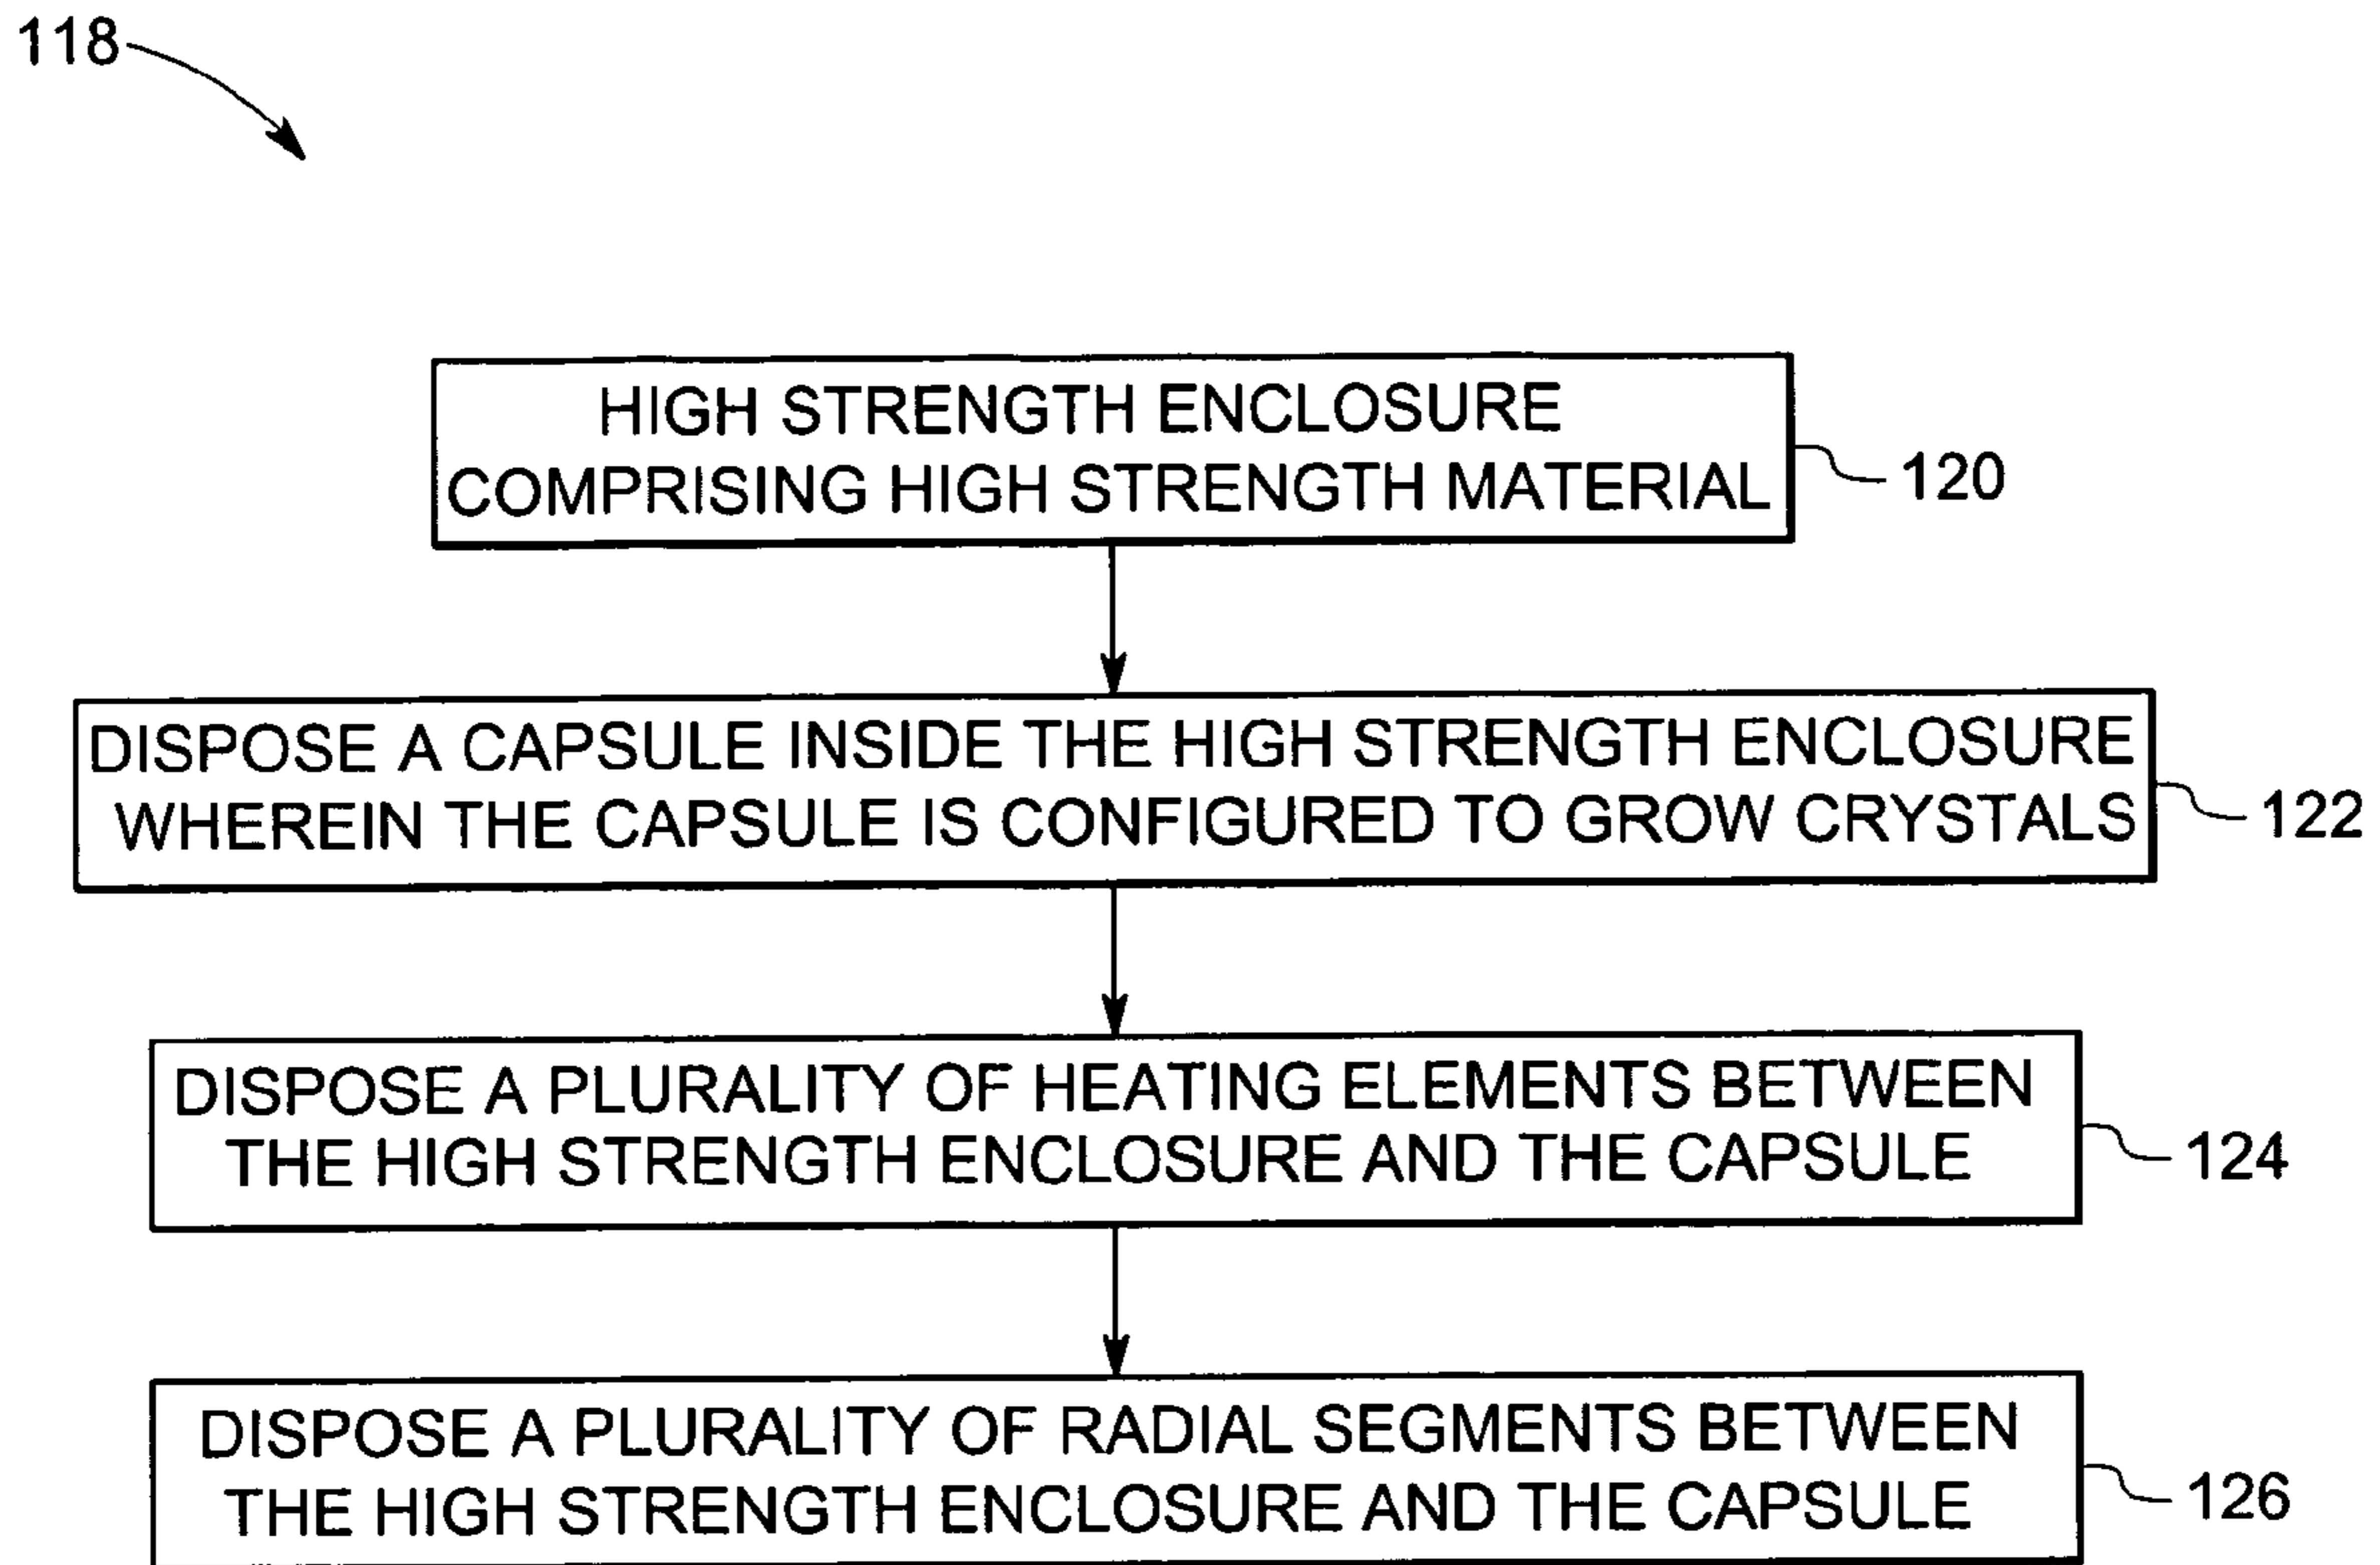 118
HIGH STRENGTH ENCLOSURE
COMPRISING HIGH STRENGTH MATERIAL
120
DISPOSE A CAPSULE INSIDE THE HIGH STRENGTH ENCLOSURE
WHEREIN THE CAPSULE IS CONFIGURED TO GROW CRYSTALS
122
DISPOSE A PLURALITY OF HEATING ELEMENTS BETWEEN
THE HIGH STRENGTH ENCLOSURE AND THE CAPSULE
124
DISPOSE A PLURALITY OF RADIAL SEGMENTS BETWEEN
THE HIGH STRENGTH ENCLOSURE AND THE CAPSULE
126